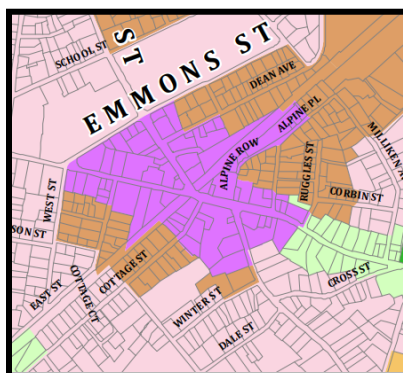 ST
SCHOOL ST
EMMONS ST
DEAN AVE
ALPINE PL
MILLIKEN
ALPINE ROW
RUGGLES ST
CORBIN ST
WEST ST
SON ST
EAST ST
COTTAGE CT
COTTAGE ST
WINTER ST
CROSS ST
DALE ST